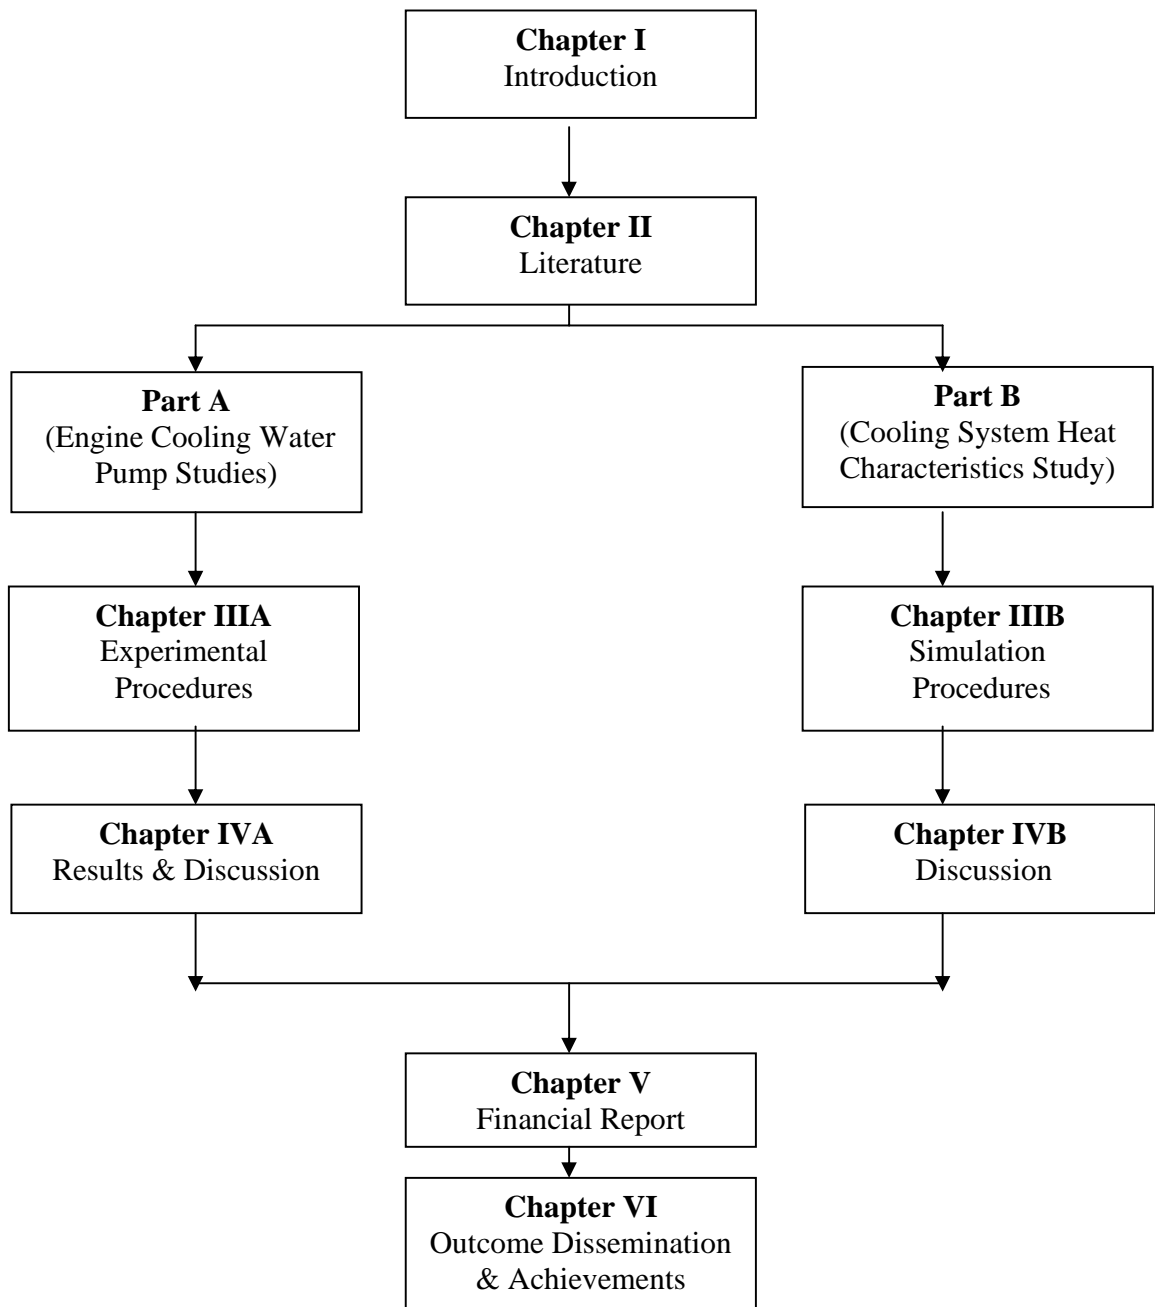 Chapter I
Introduction
Chapter II
Literature
Part A
(Engine Cooling Water
Pump Studies)
Part B
(Cooling System Heat
Characteristics Study)
Chapter IIIA
Experimental
Procedures
Chapter IIIB
Simulation
Procedures
Chapter IVA
Results & Discussion
Chapter IVB
Discussion
Chapter V
Financial Report
Chapter VI
Outcome Dissemination
& Achievements